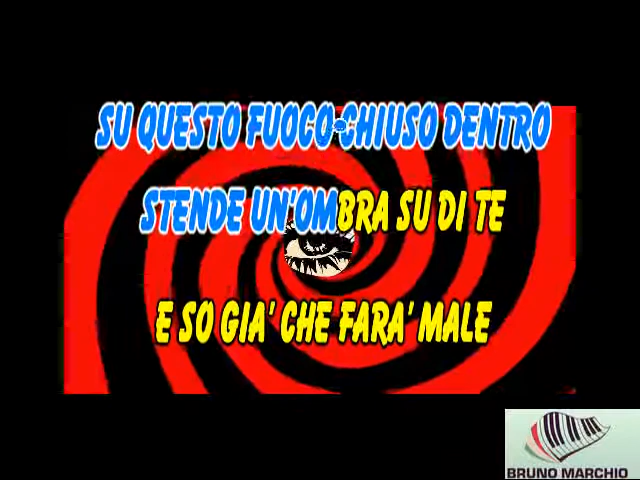 SU QUESTO FUOCO CHIUSO DENTRO
STENDE UN'OMBRA SU DI TE
E SO GIA' CHE FARA' MALE
BRUNO MARCHIO